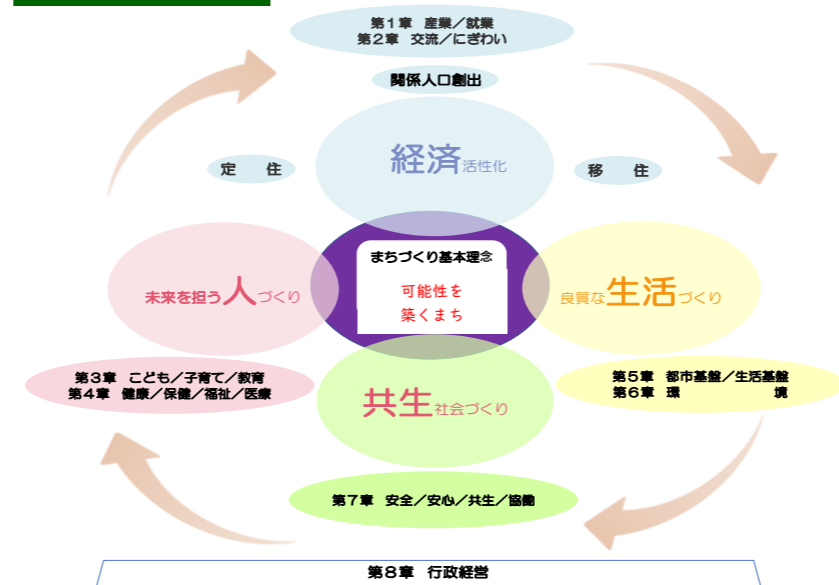 第１章　産業／就業
第２章　交流／にぎわい
関係人口創出
経済活性化
定　住
移　住
まちづくり基本理念
可能性を
築くまち
未来を担う人づくり
良質な生活づくり
第３章　こども／子育て／教育
第４章　健康／保健／福祉／医療
第５章　都市基盤／生活基盤
第６章　環　　　　　　境
共生社会づくり
第７章　安全／安心／共生／協働
第８章　行政経営